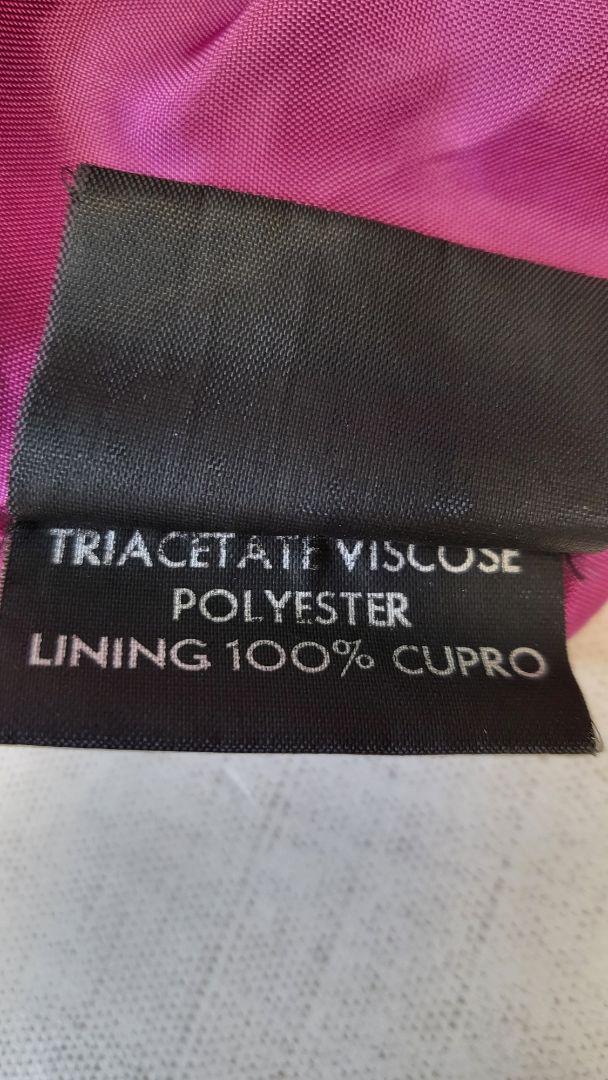 TRIACETATE VISCOSE
POLYESTER
LINING 100% CUPRO